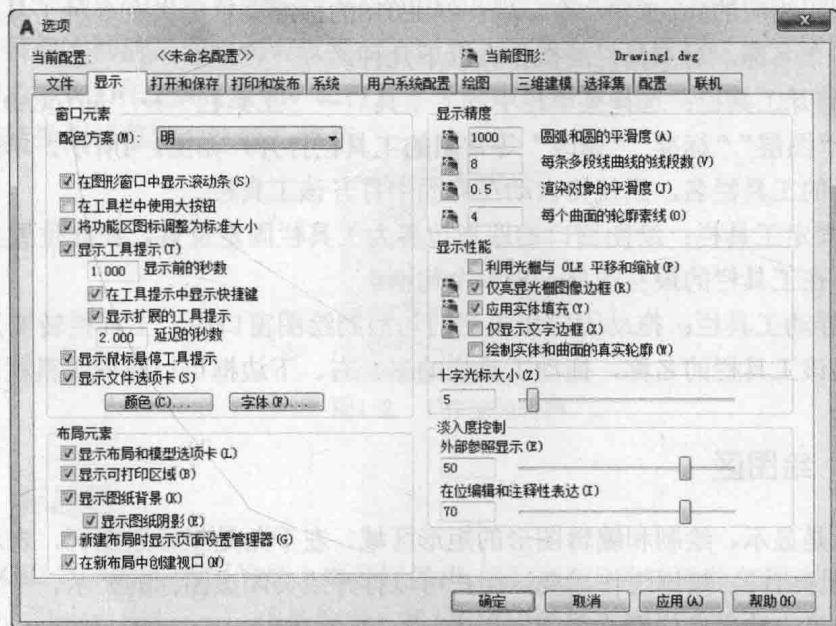 选项
当前配置: <<未命名配置>> 当前图形: Drawing1.dwg
文件 显示 打开和保存 打印和发布 系统 用户系统配置 绘图 三维建模 选择集 配置 联机
窗口元素
配色方案(M): 明
在图形窗口中显示滚动条(S)
在工具栏中使用大按钮
将功能区图标调整为标准大小
显示工具提示(T)
1.000 显示前的秒数
在工具提示中显示快捷键
显示扩展的工具提示
2.000 延迟的秒数
显示鼠标悬停工具提示
显示文件选项卡(S)
颜色(C)... 字体(F)...
布局元素
显示布局和模型选项卡(L)
显示可打印区域(B)
显示图纸背景(K)
显示图纸阴影(E)
新建布局时显示页面设置管理器(G)
在新布局中创建视口(N)
显示精度
1000 圆弧和圆的平滑度(A)
8 每条多段线曲线的线段数(V)
0.5 渲染对象的平滑度(J)
4 每个曲面的轮廓素线(O)
显示性能
利用光栅与 OLE 平移和缩放(P)
仅亮显光栅图像边框(R)
应用实体填充(Y)
仅显示文字边框(X)
绘制实体和曲面的真实轮廓(W)
十字光标大小(Z)
5
淡入度控制
外部参照显示(E)
50
在位编辑和注释性表达(I)
70
确定 取消 应用(A) 帮助(H)